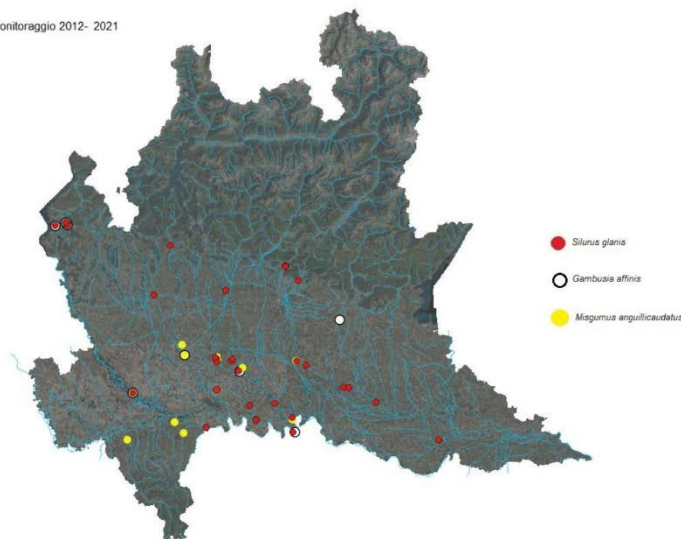 onitoraggio 2012- 2021
Silurus glanis
Gambusia affinis
Misgurnus anguillicaudatus